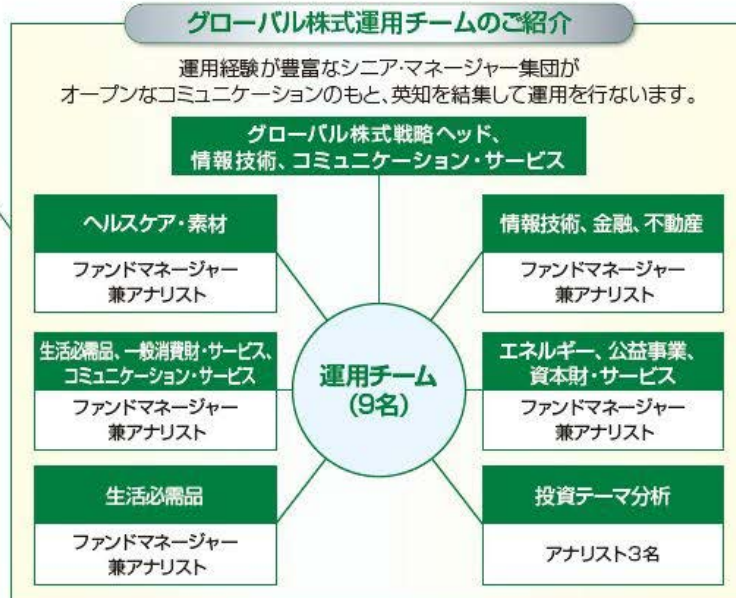 グローバル株式運用チームのご紹介
運用経験が豊富なシニア・マネージャー集団が
オープンなコミュニケーションのもと、英知を結集して運用を行ないます。
グローバル株式戦略ヘッド、
情報技術、コミュニケーション・サービス
ヘルスケア・素材
ファンドマネージャー
兼アナリスト
情報技術、金融、不動産
ファンドマネージャー
兼アナリスト
生活必需品、一般消費財・サービス、
コミュニケーション・サービス
ファンドマネージャー
兼アナリスト
運用チーム
(9名)
エネルギー、公益事業、
資本財・サービス
ファンドマネージャー
兼アナリスト
生活必需品
ファンドマネージャー
兼アナリスト
投資テーマ分析
アナリスト3名